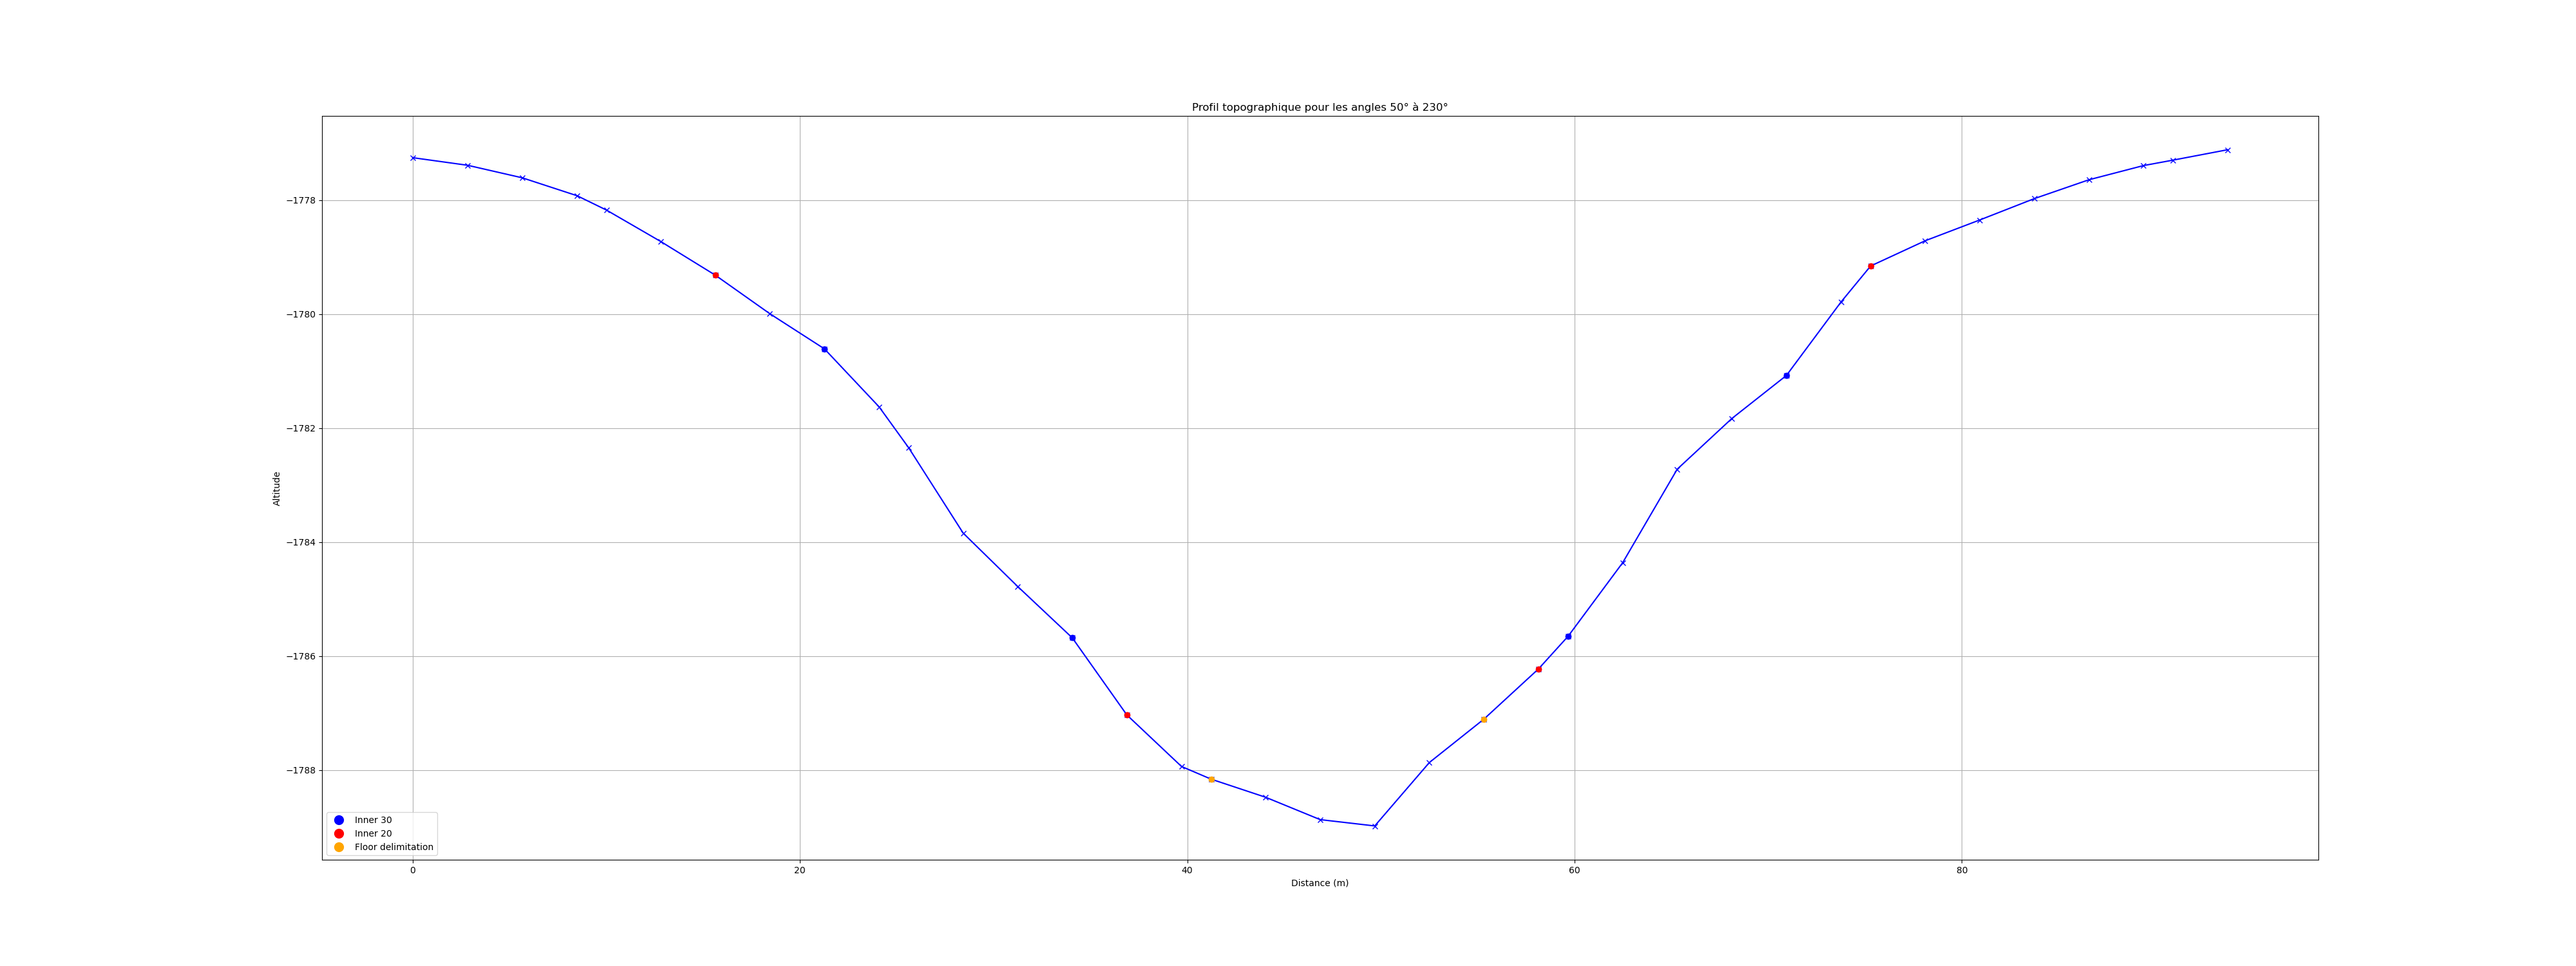 Profil topographique pour les angles 50° à 230°
Altitude
−1778
−1780
−1782
−1784
−1786
−1788
Inner 30
Inner 20
Floor delimitation
0 20 40 60 80
Distance (m)